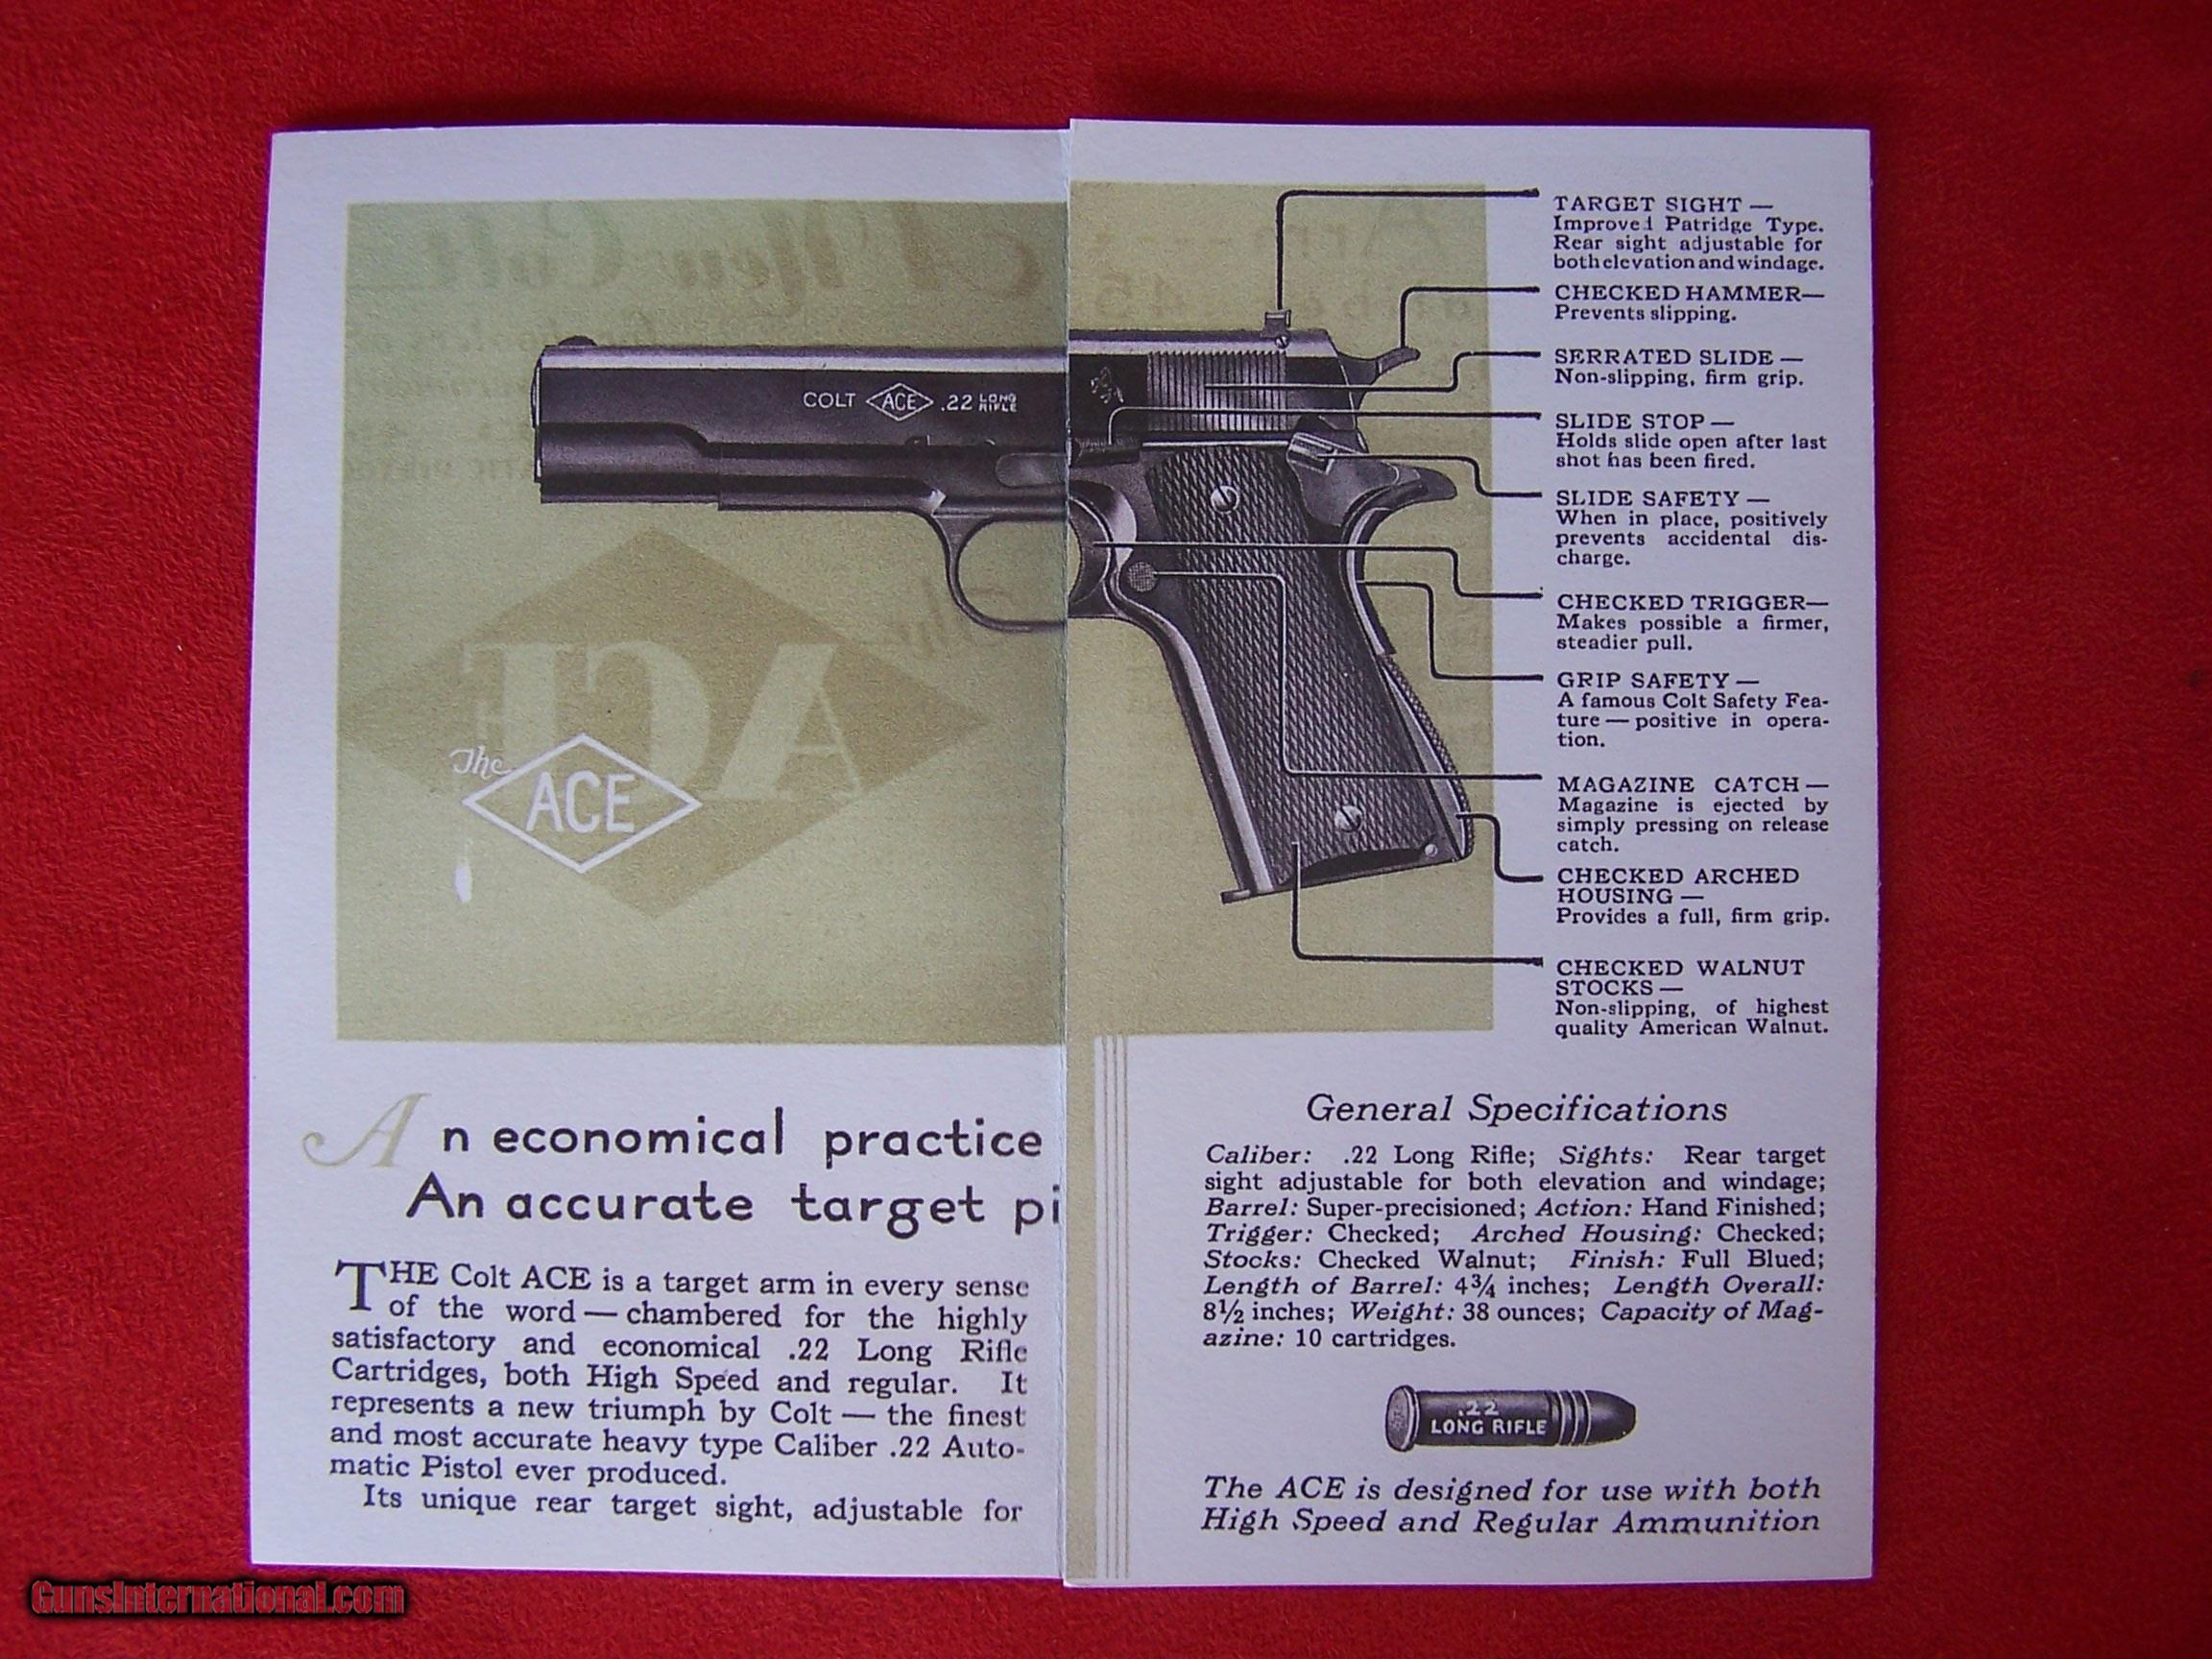 COLT ACE .22 LONG RIFLE
The
ACE
An economical practice
An accurate target pi
THE Colt ACE is a target arm in every sense
of the word — chambered for the highly
satisfactory and economical .22 Long Rifle
Cartridges, both High Speed and regular. It
represents a new triumph by Colt — the finest
and most accurate heavy type Caliber .22 Auto-
matic Pistol ever produced.
Its unique rear target sight, adjustable for
TARGET SIGHT —
Improved Patridge Type.
Rear sight adjustable for
both elevation and windage.
CHECKED HAMMER—
Prevents slipping.
SERRATED SLIDE —
Non-slipping, firm grip.
SLIDE STOP —
Holds slide open after last
shot has been fired.
SLIDE SAFETY —
When in place, positively
prevents accidental dis-
charge.
CHECKED TRIGGER—
Makes possible a firmer,
steadier pull.
GRIP SAFETY —
A famous Colt Safety Fea-
ture — positive in opera-
tion.
MAGAZINE CATCH —
Magazine is ejected by
simply pressing on release
catch.
CHECKED ARCHED
HOUSING —
Provides a full, firm grip.
CHECKED WALNUT
STOCKS —
Non-slipping, of highest
quality American Walnut.
General Specifications
Caliber: .22 Long Rifle; Sights: Rear target
sight adjustable for both elevation and windage;
Barrel: Super-precisioned; Action: Hand Finished;
Trigger: Checked; Arched Housing: Checked;
Stocks: Checked Walnut; Finish: Full Blued;
Length of Barrel: 4¾ inches; Length Overall:
8½ inches; Weight: 38 ounces; Capacity of Mag-
azine: 10 cartridges.
.22
LONG RIFLE
The ACE is designed for use with both
High Speed and Regular Ammunition
GunsInternational.com